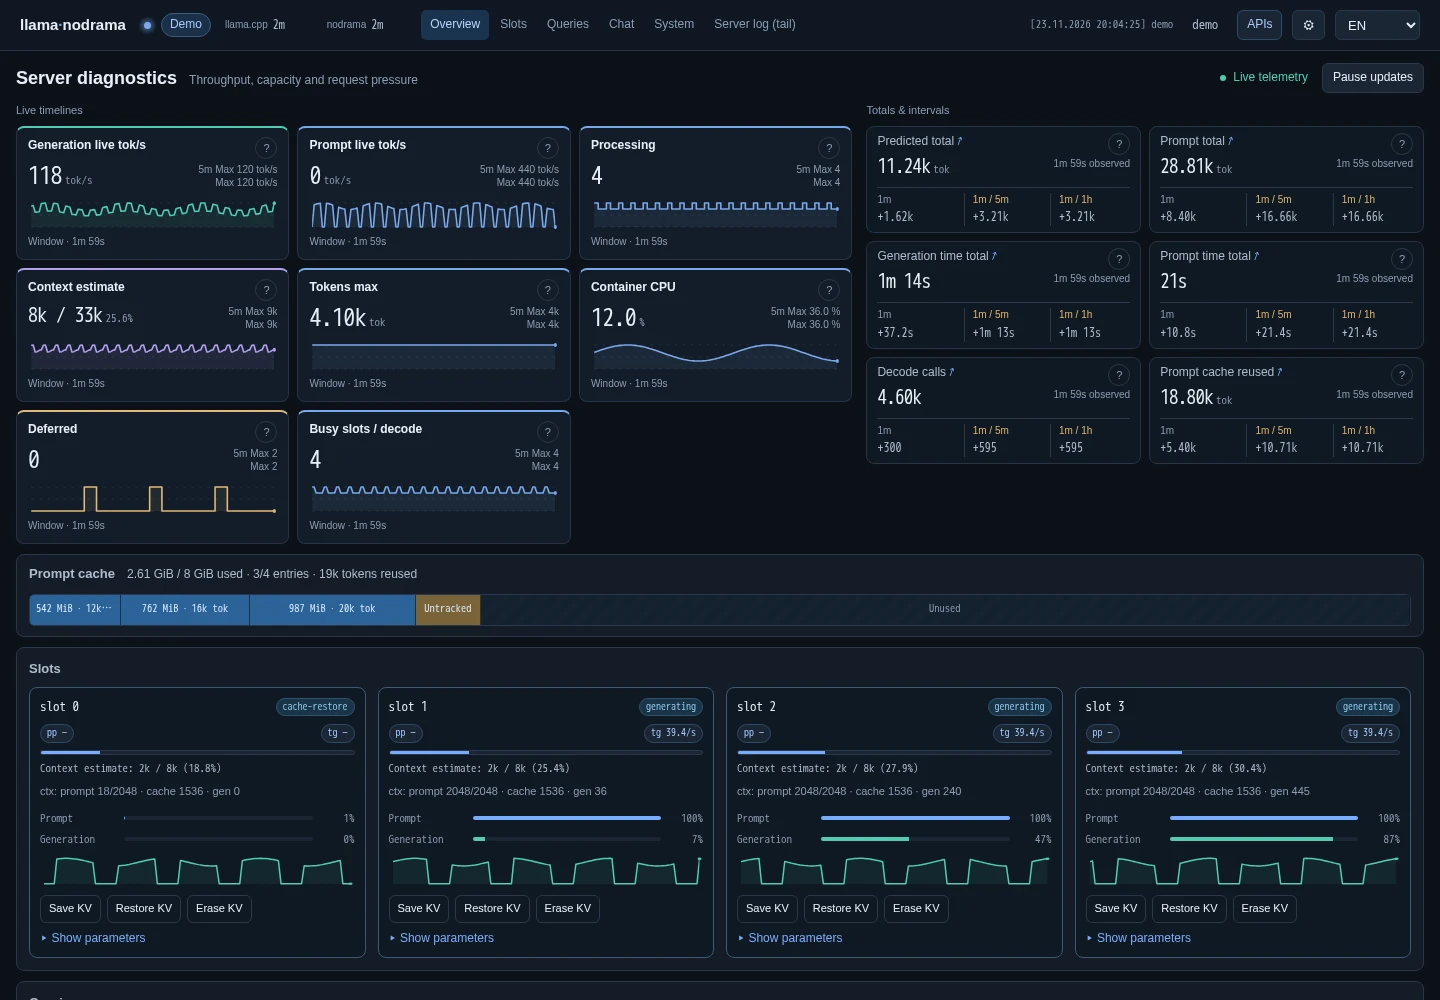 llama·nodrama Demo llama.cpp 2m nodrama 2m Overview Slots Queries Chat System Server log (tail) [23.11.2026 20:04:25] demo demo APIs EN
Server diagnostics Throughput, capacity and request pressure Live telemetry Pause updates
Live timelines
Generation live tok/s ?
118 tok/s 5m Max 120 tok/s
Max 120 tok/s
Window · 1m 59s
Prompt live tok/s ?
0 tok/s 5m Max 440 tok/s
Max 440 tok/s
Window · 1m 59s
Processing ?
4 5m Max 4
Max 4
Window · 1m 59s
Context estimate ?
8k / 33k 25.6% 5m Max 9k
Max 9k
Window · 1m 59s
Tokens max ?
4.10k tok 5m Max 4k
Max 4k
Window · 1m 59s
Container CPU ?
12.0 % 5m Max 36.0 %
Max 36.0 %
Window · 1m 59s
Deferred ?
0 5m Max 2
Max 2
Window · 1m 59s
Busy slots / decode ?
4 5m Max 4
Max 4
Window · 1m 59s
Totals & intervals
Predicted total ↗ ?
11.24k tok 1m 59s observed
1m 1m / 5m 1m / 1h
+1.62k +3.21k +3.21k
Prompt total ↗ ?
28.81k tok 1m 59s observed
1m 1m / 5m 1m / 1h
+8.40k +16.66k +16.66k
Generation time total ↗ ?
1m 14s 1m 59s observed
1m 1m / 5m 1m / 1h
+37.2s +1m 13s +1m 13s
Prompt time total ↗ ?
21s 1m 59s observed
1m 1m / 5m 1m / 1h
+10.8s +21.4s +21.4s
Decode calls ↗ ?
4.60k 1m 59s observed
1m 1m / 5m 1m / 1h
+300 +595 +595
Prompt cache reused ↗ ?
18.80k tok 1m 59s observed
1m 1m / 5m 1m / 1h
+5.40k +10.71k +10.71k
Prompt cache 2.61 GiB / 8 GiB used · 3/4 entries · 19k tokens reused
542 MiB · 12k… 762 MiB · 16k tok 987 MiB · 20k tok Untracked Unused
Slots
slot 0 cache-restore
pp – tg –
Context estimate: 2k / 8k (18.8%)
ctx: prompt 18/2048 · cache 1536 · gen 0
Prompt 1%
Generation 0%
Save KV Restore KV Erase KV
▸ Show parameters
slot 1 generating
pp – tg 39.4/s
Context estimate: 2k / 8k (25.4%)
ctx: prompt 2048/2048 · cache 1536 · gen 36
Prompt 100%
Generation 7%
Save KV Restore KV Erase KV
▸ Show parameters
slot 2 generating
pp – tg 39.4/s
Context estimate: 2k / 8k (27.9%)
ctx: prompt 2048/2048 · cache 1536 · gen 240
Prompt 100%
Generation 47%
Save KV Restore KV Erase KV
▸ Show parameters
slot 3 generating
pp – tg 39.4/s
Context estimate: 2k / 8k (30.4%)
ctx: prompt 2048/2048 · cache 1536 · gen 445
Prompt 100%
Generation 87%
Save KV Restore KV Erase KV
▸ Show parameters